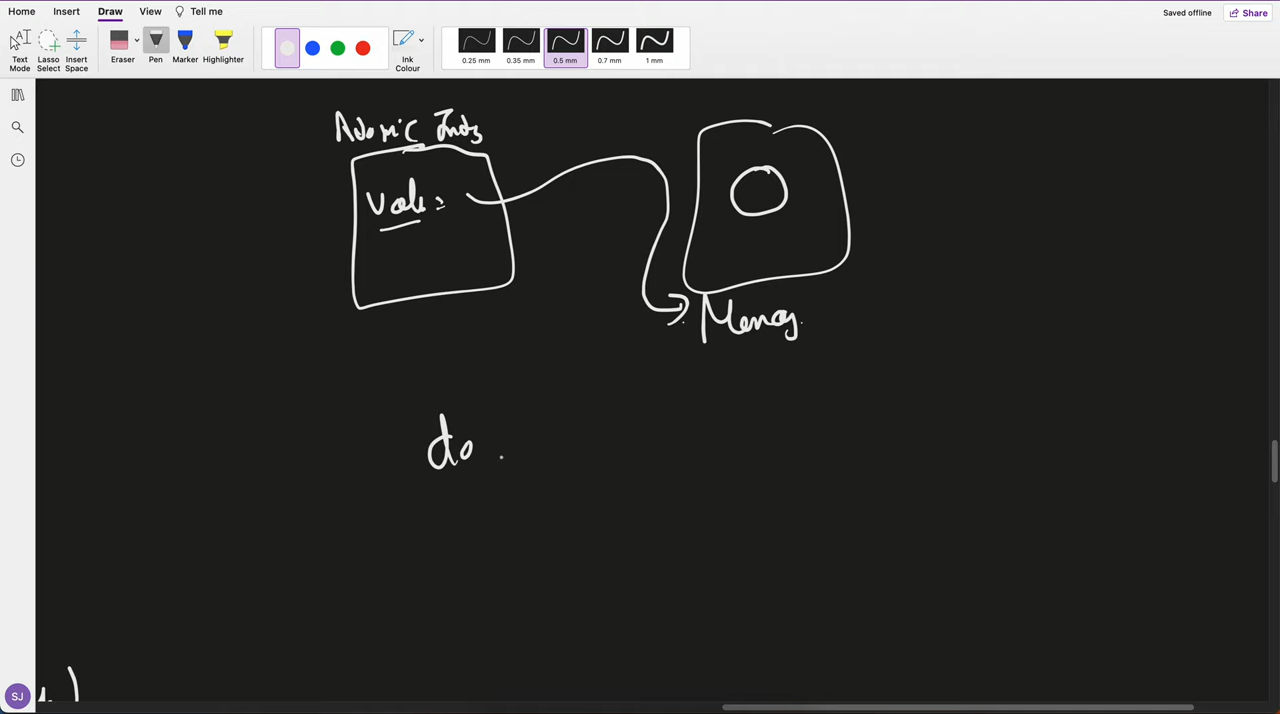 Home Insert Draw View Tell me Saved offline Share
Text Mode Lasso Select Insert Space Eraser Pen Marker Highlighter Ink Colour 0.25 mm 0.35 mm 0.5 mm 0.7 mm 1 mm
Atomic
Memory
do
SJ